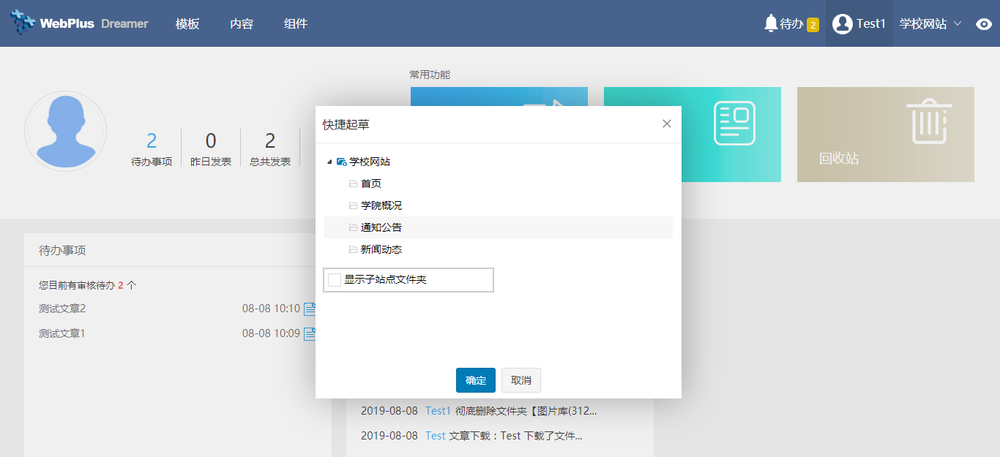 WebPlus Dreamer 模板 内容 组件 待办 2 Test1 学校网站
常用功能
2 0 2
待办事项 昨日发表 总共发表
回收站
快捷起草
学校网站
首页
学院概况
通知公告
新闻动态
显示子站点文件夹
确定 取消
待办事项
您目前有审核待办 2 个
测试文章2 08-08 10:10
测试文章1 08-08 10:09
2019-08-08 Test1 彻底删除文件夹【图片库(312...
2019-08-08 Test 文章下载：Test 下载了文件...